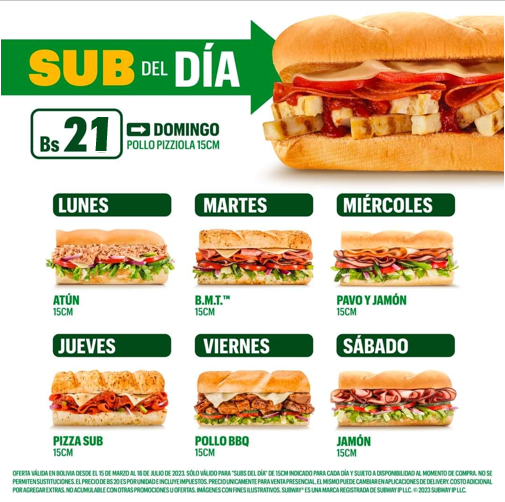 SUB DEL DÍA
Bs 21
DOMINGO
POLLO PIZZIOLA 15CM
LUNES
MARTES
MIÉRCOLES
ATÚN
15CM
B.M.T.™
15CM
PAVO Y JAMÓN
15CM
JUEVES
VIERNES
SÁBADO
PIZZA SUB
15CM
POLLO BBQ
15CM
JAMÓN
15CM
OFERTA VÁLIDA EN BOLIVIA DESDE EL 15 DE MARZO AL 18 DE JULIO DE 2023. SÓLO VÁLIDO PARA "SUBS DEL DÍA" DE 15CM INDICADO PARA CADA DÍA Y SUJETO A DISPONIBILIDAD AL MOMENTO DE COMPRA. NO SE
PERMITEN SUSTITUCIONES. EL PRECIO DE BS 20 ES POR UNIDAD E INCLUYE IMPUESTOS. PRECIO UNICAMENTE PARA VENTA PRESENCIAL, EL MISMO PUEDE CAMBIAR EN APLICACIONES DE DELIVERY. COSTO ADICIONAL
POR AGREGAR EXTRAS. NO ACUMULABLE CON OTRAS PROMOCIONES U OFERTAS. IMÁGENES CON FINES ILUSTRATIVOS. SUBWAY® ES UNA MARCA REGISTRADA DE SUBWAY IP LLC. © 2023 SUBWAY IP LLC.